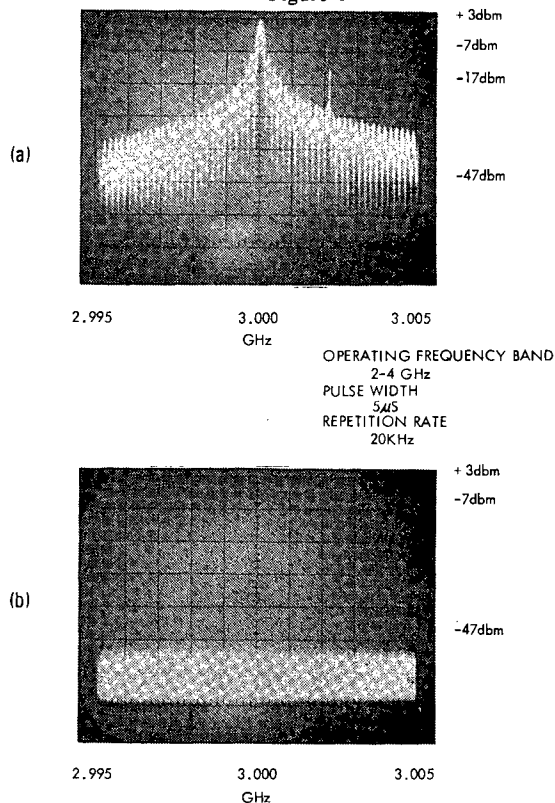 + 3dbm
-7dbm
-17dbm
(a)
-47dbm
2.995 3.000 3.005
GHz
OPERATING FREQUENCY BAND
2-4 GHz
PULSE WIDTH
5μS
REPETITION RATE
20KHz
+ 3dbm
-7dbm
(b)
-47dbm
2.995 3.000 3.005
GHz